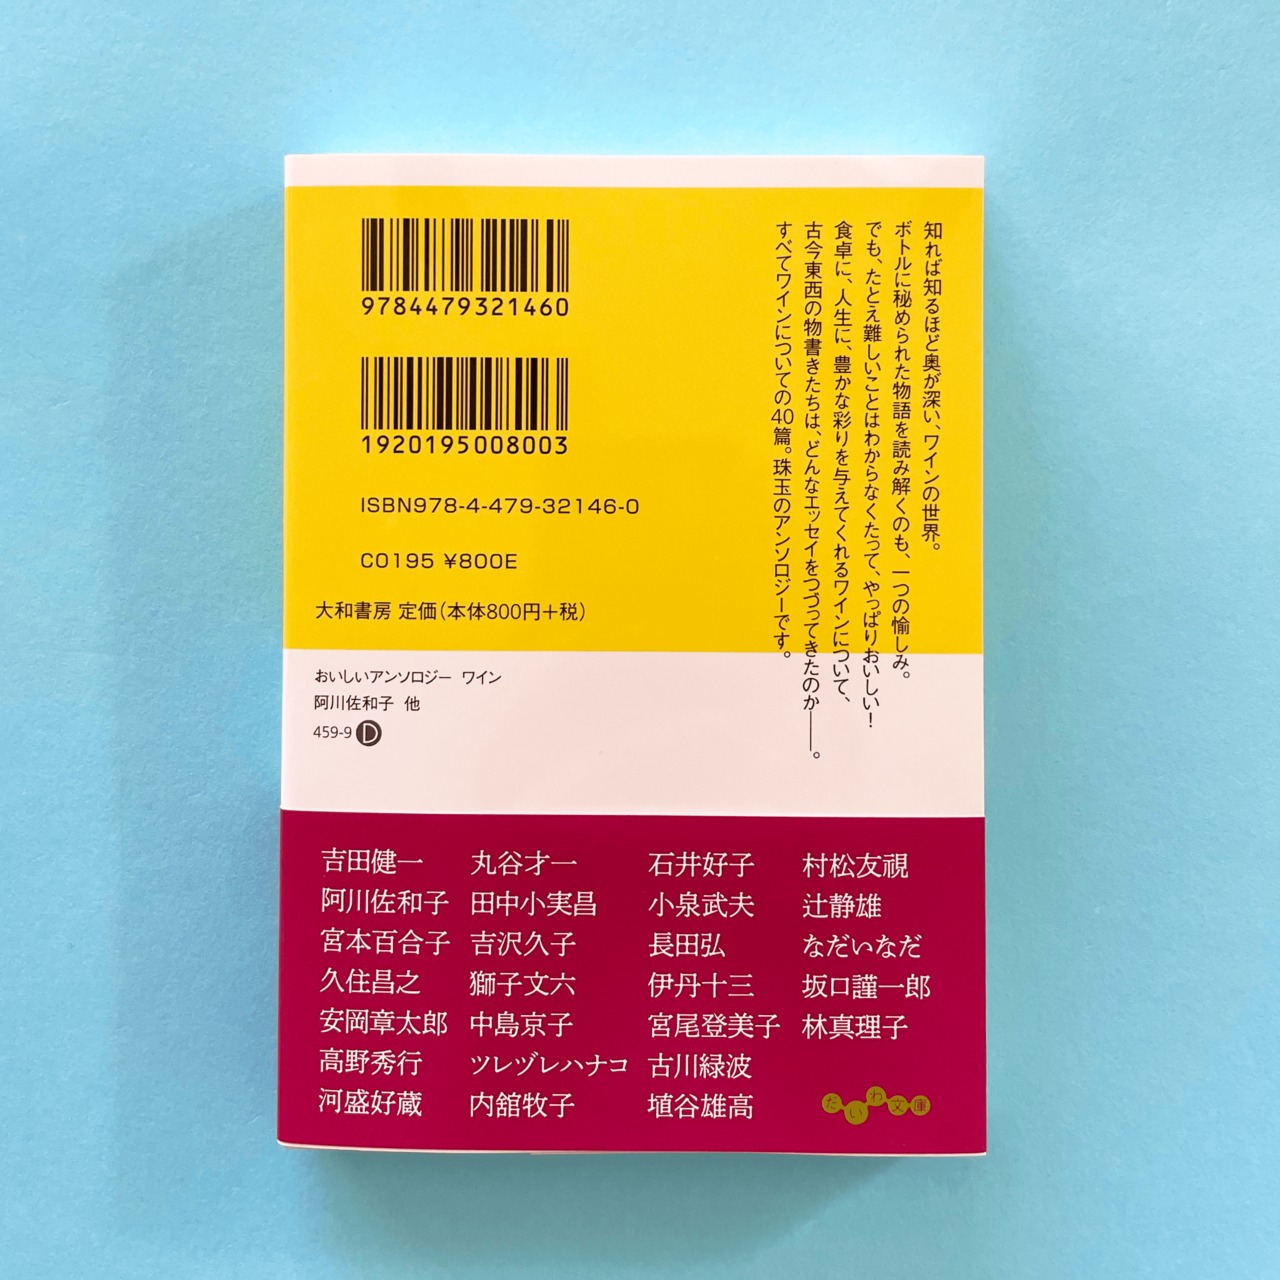 知れば知るほど奥が深い、ワインの世界。
ボトルに秘められた物語を読み解くのも、一つの愉しみ。
でも、たとえ難しいことはわからなくたって、やっぱりおいしい！
食卓に、人生に、豊かな彩りを与えてくれるワインについて、
古今東西の物書きたちは、どんなエッセイをつづってきたのか――。
すべてワインについての40篇。珠玉のアンソロジーです。
9784479321460
1920195008003
ISBN978-4-479-32146-0
C0195 ¥800E
大和書房 定価（本体800円＋税）
おいしいアンソロジー ワイン
阿川佐和子 他
459-9 D
吉田健一
阿川佐和子
宮本百合子
久住昌之
安岡章太郎
高野秀行
河盛好蔵
丸谷才一
田中小実昌
吉沢久子
獅子文六
中島京子
ツレヅレハナコ
内舘牧子
石井好子
小泉武夫
長田弘
伊丹十三
宮尾登美子
古川緑波
埴谷雄高
村松友視
辻静雄
なだいなだ
坂口謹一郎
林真理子
だいわ文庫